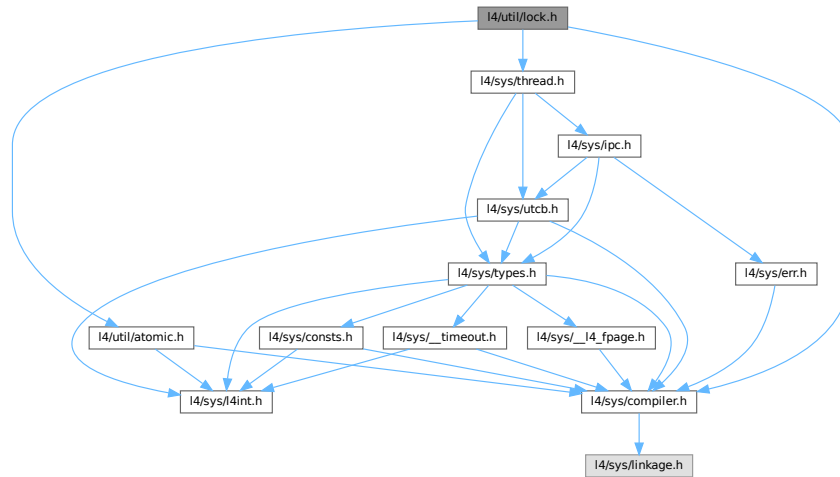 l4/util/lock.h
l4/sys/thread.h
l4/sys/ipc.h
l4/sys/utcb.h
l4/sys/types.h
l4/sys/err.h
l4/util/atomic.h
l4/sys/consts.h
l4/sys/__timeout.h
l4/sys/__l4_fpage.h
l4/sys/l4int.h
l4/sys/compiler.h
l4/sys/linkage.h